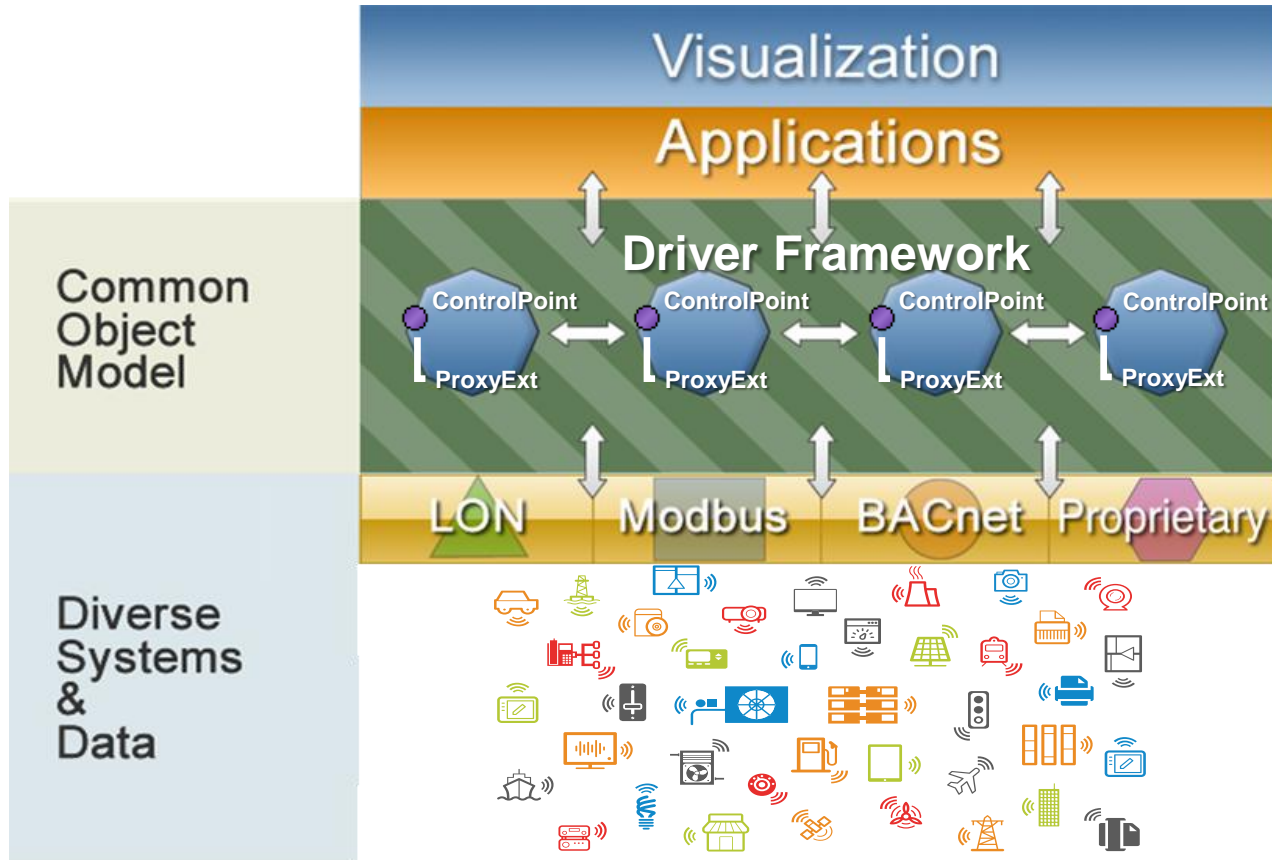 Visualization
Applications
Driver Framework
Common
Object
Model
ControlPoint
ProxyExt
ControlPoint
ProxyExt
ControlPoint
ProxyExt
ControlPoint
ProxyExt
LON
Modbus
BACnet
Proprietary
Diverse
Systems
&
Data